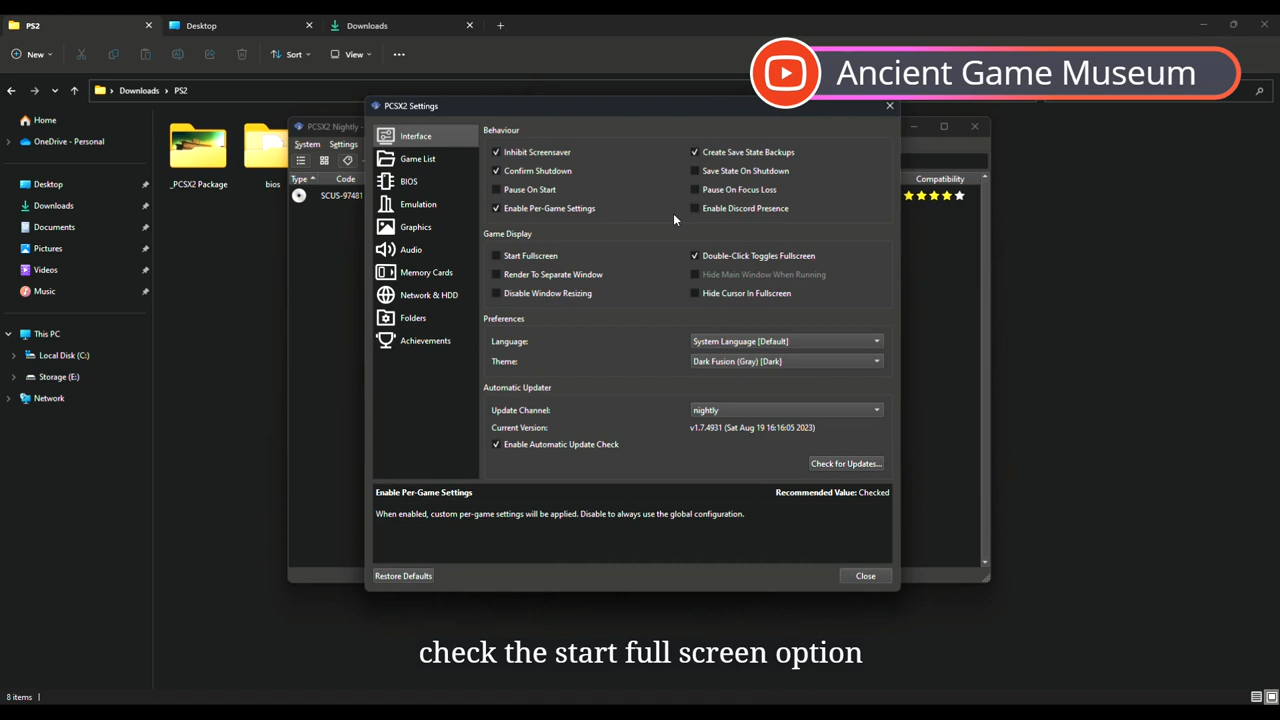 PS2
Desktop
Downloads
New
Sort
View
Ancient Game Museum
Downloads
PS2
Home
OneDrive - Personal
Desktop
Downloads
Documents
Pictures
Videos
Music
This PC
Local Disk (C:)
Storage (E:)
Network
_PCSX2 Package
bios
PCSX2 Nightly -
System
Settings
Type
Code
Compatibility
SCUS-97481
PCSX2 Settings
Interface
Game List
BIOS
Emulation
Graphics
Audio
Memory Cards
Network & HDD
Folders
Achievements
Behaviour
Inhibit Screensaver
Create Save State Backups
Confirm Shutdown
Save State On Shutdown
Pause On Start
Pause On Focus Loss
Enable Per-Game Settings
Enable Discord Presence
Game Display
Start Fullscreen
Double-Click Toggles Fullscreen
Render To Separate Window
Hide Main Window When Running
Disable Window Resizing
Hide Cursor In Fullscreen
Preferences
Language:
System Language [Default]
Theme:
Dark Fusion (Gray) [Dark]
Automatic Updater
Update Channel:
nightly
Current Version:
v1.7.4931 (Sat Aug 19 16:16:05 2023)
Enable Automatic Update Check
Check for Updates...
Enable Per-Game Settings
Recommended Value: Checked
When enabled, custom per-game settings will be applied. Disable to always use the global configuration.
Restore Defaults
Close
check the start full screen option
8 items